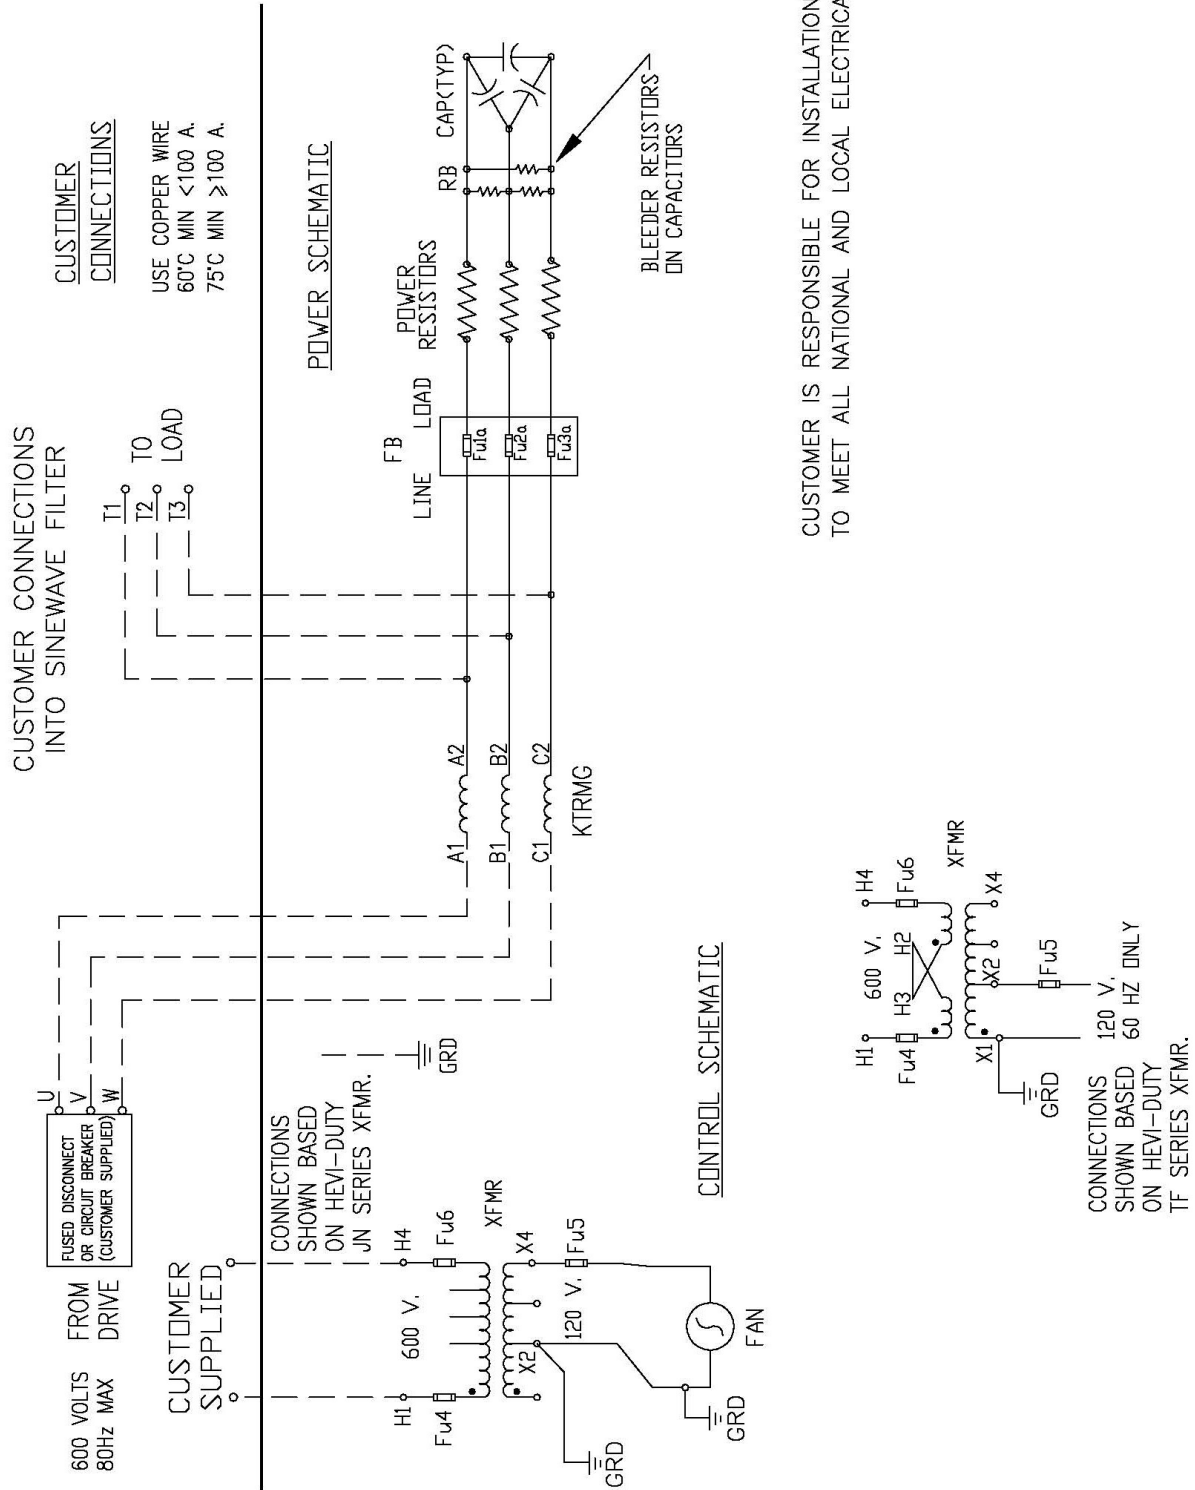 CUSTOMER CONNECTIONS
INTO SINEWAVE FILTER
CUSTOMER
CONNECTIONS
USE COPPER WIRE
60°C MIN <100 A.
75°C MIN ≥100 A.
600 VOLTS
80Hz MAX
FROM
DRIVE
FUSED DISCONNECT
OR CIRCUIT BREAKER
(CUSTOMER SUPPLIED)
U
V
W
T1
T2
T3
TO
LOAD
CUSTOMER
SUPPLIED
POWER SCHEMATIC
CONNECTIONS
SHOWN BASED
ON HEVI-DUTY
JN SERIES XFMR.
GRD
A1
A2
B1
B2
C1
C2
KTRMG
LINE
FB
LOAD
Fu1a
Fu2a
Fu3a
POWER
RESISTORS
RB
CAP(TYP)
BLEEDER RESISTORS
ON CAPACITORS
H1
600 V.
H4
Fu4
Fu6
XFMR
X2
X4
120 V.
Fu5
GRD
GRD
FAN
CONTROL SCHEMATIC
CUSTOMER IS RESPONSIBLE FOR INSTALLATION
TO MEET ALL NATIONAL AND LOCAL
H1
600 V.
H4
Fu4
H3
H2
Fu6
XFMR
X1
X2
X4
GRD
Fu5
120 V.
60 HZ ONLY
CONNECTIONS
SHOWN BASED
ON HEVI-DUTY
TF SERIES XFMR.